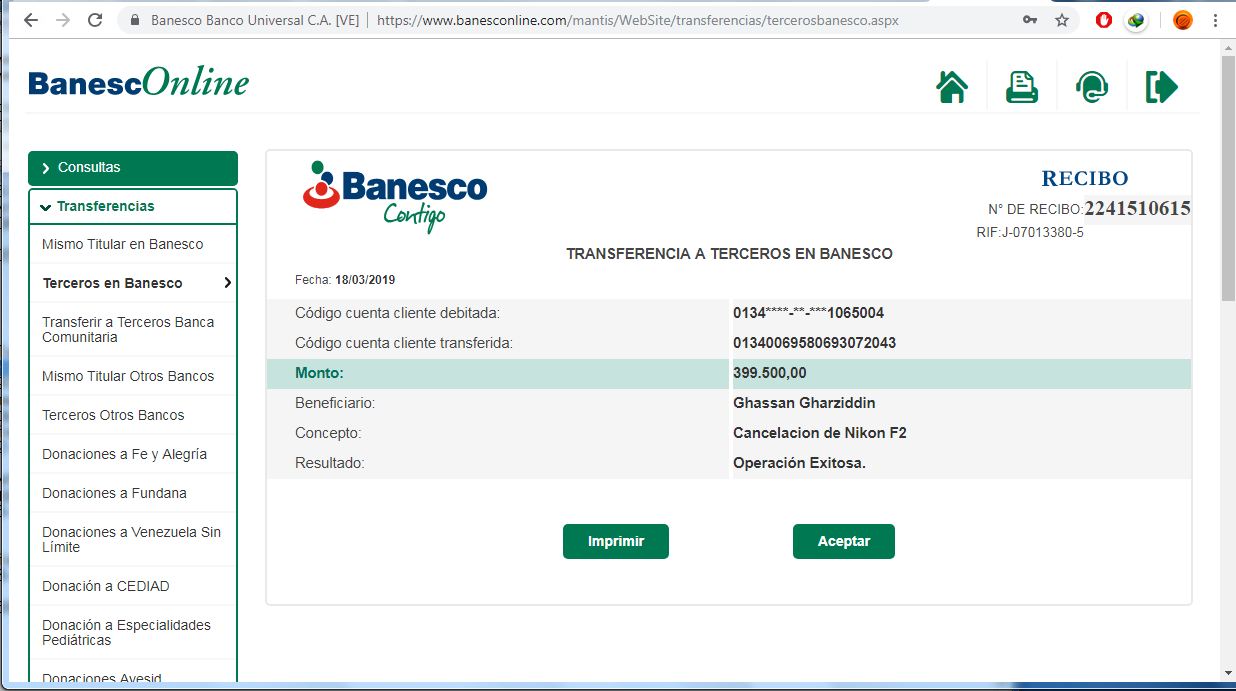 Banesco Banco Universal C.A. [VE] | https://www.banesconline.com/mantis/WebSite/transferencias/tercerosbanesco.aspx
BanescOnline
Consultas
Transferencias
Mismo Titular en Banesco
Terceros en Banesco
Transferir a Terceros Banca
Comunitaria
Mismo Titular Otros Bancos
Terceros Otros Bancos
Donaciones a Fe y Alegría
Donaciones a Fundana
Donaciones a Venezuela Sin
Límite
Donación a CEDIAD
Donación a Especialidades
Pediátricas
Donaciones Avesid
Banesco
Contigo
RECIBO
N° DE RECIBO:2241510615
RIF:J-07013380-5
TRANSFERENCIA A TERCEROS EN BANESCO
Fecha: 18/03/2019
Código cuenta cliente debitada: 0134****-**-***1065004
Código cuenta cliente transferida: 01340069580693072043
Monto: 399.500,00
Beneficiario: Ghassan Gharziddin
Concepto: Cancelacion de Nikon F2
Resultado: Operación Exitosa.
Imprimir Aceptar